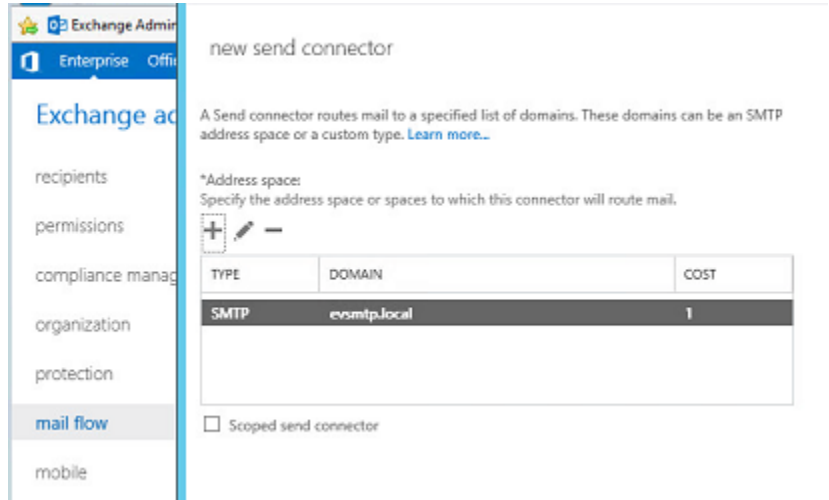 Exchange Admin
Enterprise Offi
Exchange ad
recipients
permissions
compliance manag
organization
protection
mail flow
mobile
new send connector
A Send connector routes mail to a specified list of domains. These domains can be an SMTP
address space or a custom type. Learn more...
*Address space:
Specify the address space or spaces to which this connector will route mail.
TYPE DOMAIN COST
SMTP evsmtp.local 1
Scoped send connector